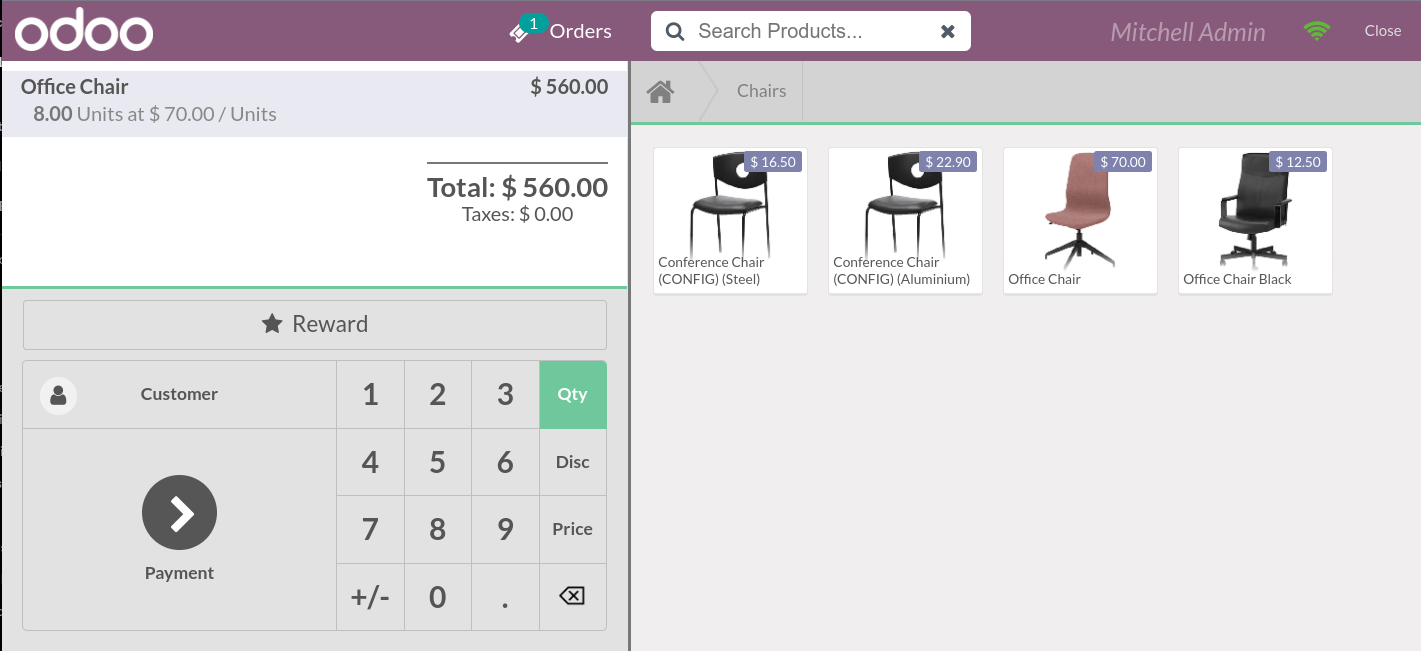 odoo
1
Orders
Search Products...
Mitchell Admin
Close
Office Chair
$ 560.00
8.00 Units at $ 70.00 / Units
Total: $ 560.00
Taxes: $ 0.00
Reward
Customer
1
2
3
Qty
4
5
6
Disc
Payment
7
8
9
Price
+/-
0
.
Chairs
$ 16.50
Conference Chair
(CONFIG) (Steel)
$ 22.90
Conference Chair
(CONFIG) (Aluminium)
$ 70.00
Office Chair
$ 12.50
Office Chair Black